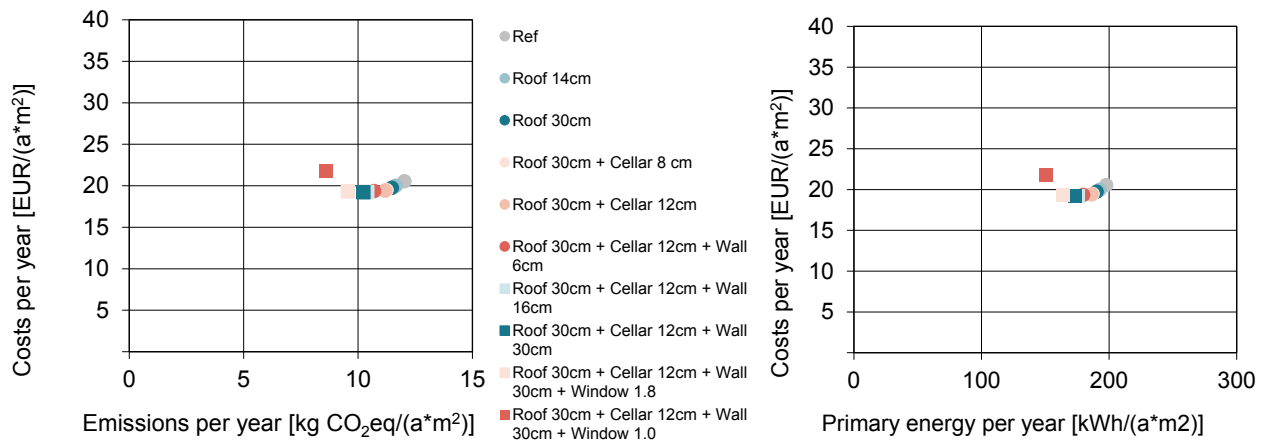 Costs per year [EUR/(a*m²)]
40
35
30
25
20
15
10
5
0
5
10
15
Emissions per year [kg CO₂eq/(a*m²)]
Ref
Roof 14cm
Roof 30cm
Roof 30cm + Cellar 8 cm
Roof 30cm + Cellar 12cm
Roof 30cm + Cellar 12cm + Wall
6cm
Roof 30cm + Cellar 12cm + Wall
16cm
Roof 30cm + Cellar 12cm + Wall
30cm
Roof 30cm + Cellar 12cm + Wall
30cm + Window 1.8
Roof 30cm + Cellar 12cm + Wall
30cm + Window 1.0
Costs per year [EUR/(a*m²)]
40
35
30
25
20
15
10
5
0
100
200
300
Primary energy per year [kWh/(a*m2)]